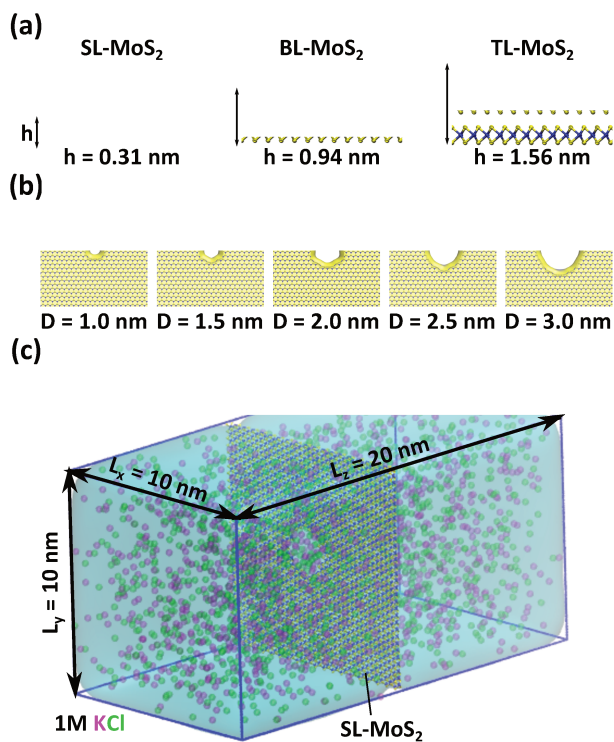 (a)
SL-MoS₂ BL-MoS₂ TL-MoS₂
h
h = 0.31 nm h = 0.94 nm h = 1.56 nm
(b)
D = 1.0 nm D = 1.5 nm D = 2.0 nm D = 2.5 nm D = 3.0 nm
(c)
Lₓ = 10 nm
L_z = 20 nm
L_y = 10 nm
1M KCl
SL-MoS₂